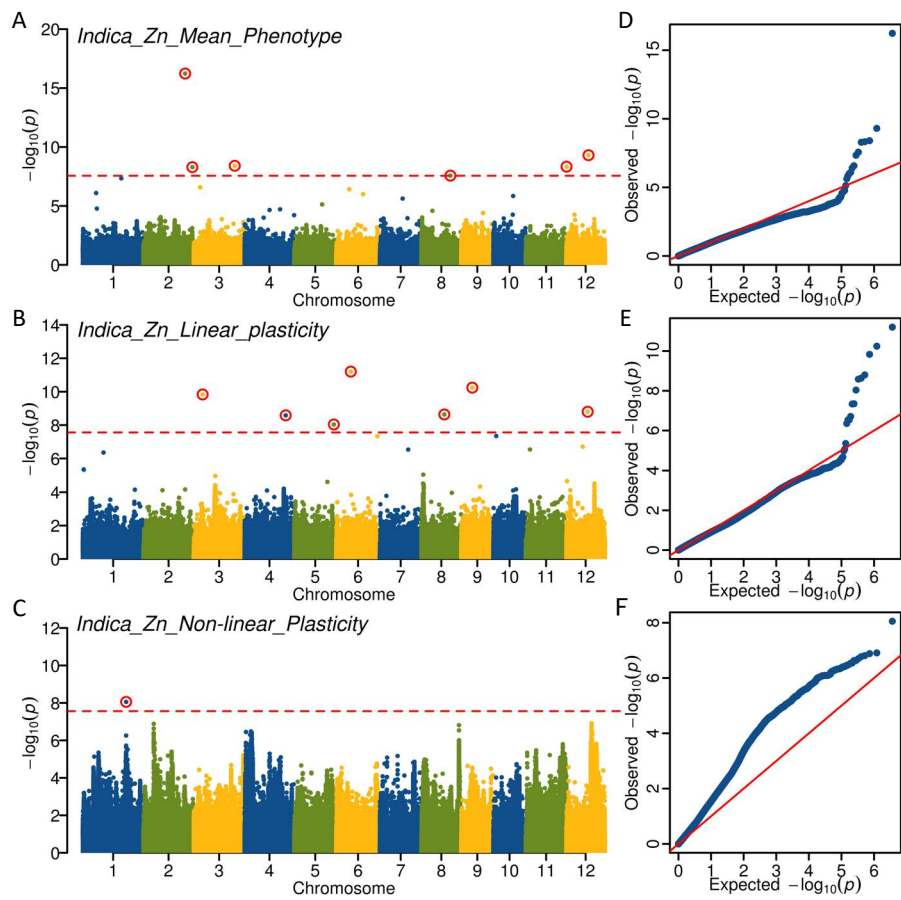 A
Indica_Zn_Mean_Phenotype
20
15
10
5
0
−log10(p)
1 2 3 4 5 6 7 8 9 10 11 12
Chromosome
D
15
10
5
0
Observed −log10(p)
0 1 2 3 4 5 6
Expected −log10(p)
B
Indica_Zn_Linear_plasticity
14
12
10
8
6
4
2
0
−log10(p)
1 2 3 4 5 6 7 8 9 10 11 12
Chromosome
E
10
8
6
4
2
0
Observed −log10(p)
0 1 2 3 4 5 6
Expected −log10(p)
C
Indica_Zn_Non-linear_Plasticity
12
10
8
6
4
2
0
−log10(p)
1 2 3 4 5 6 7 8 9 10 11 12
Chromosome
F
8
6
4
2
0
Observed −log10(p)
0 1 2 3 4 5 6
Expected −log10(p)